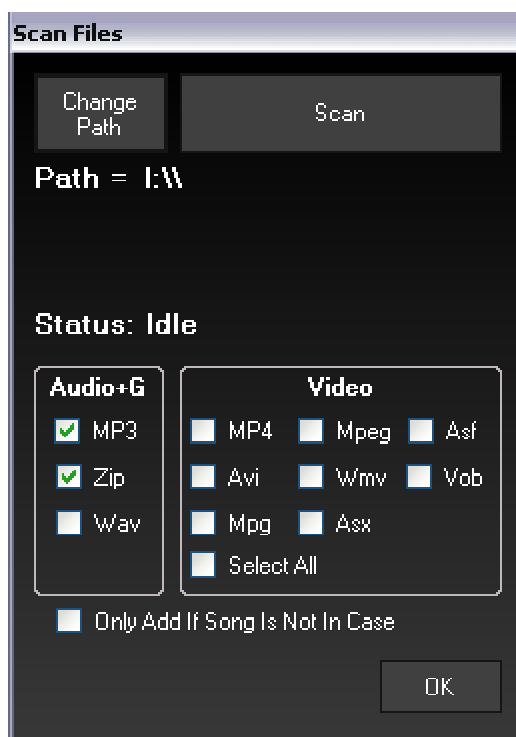 Scan Files
Change
Path
Scan
Path = I:\\
Status: Idle
Audio+G
Video
MP3
MP4
Mpeg
Asf
Zip
Avi
Wmv
Vob
Wav
Mpg
Asx
Select All
Only Add If Song Is Not In Case
OK